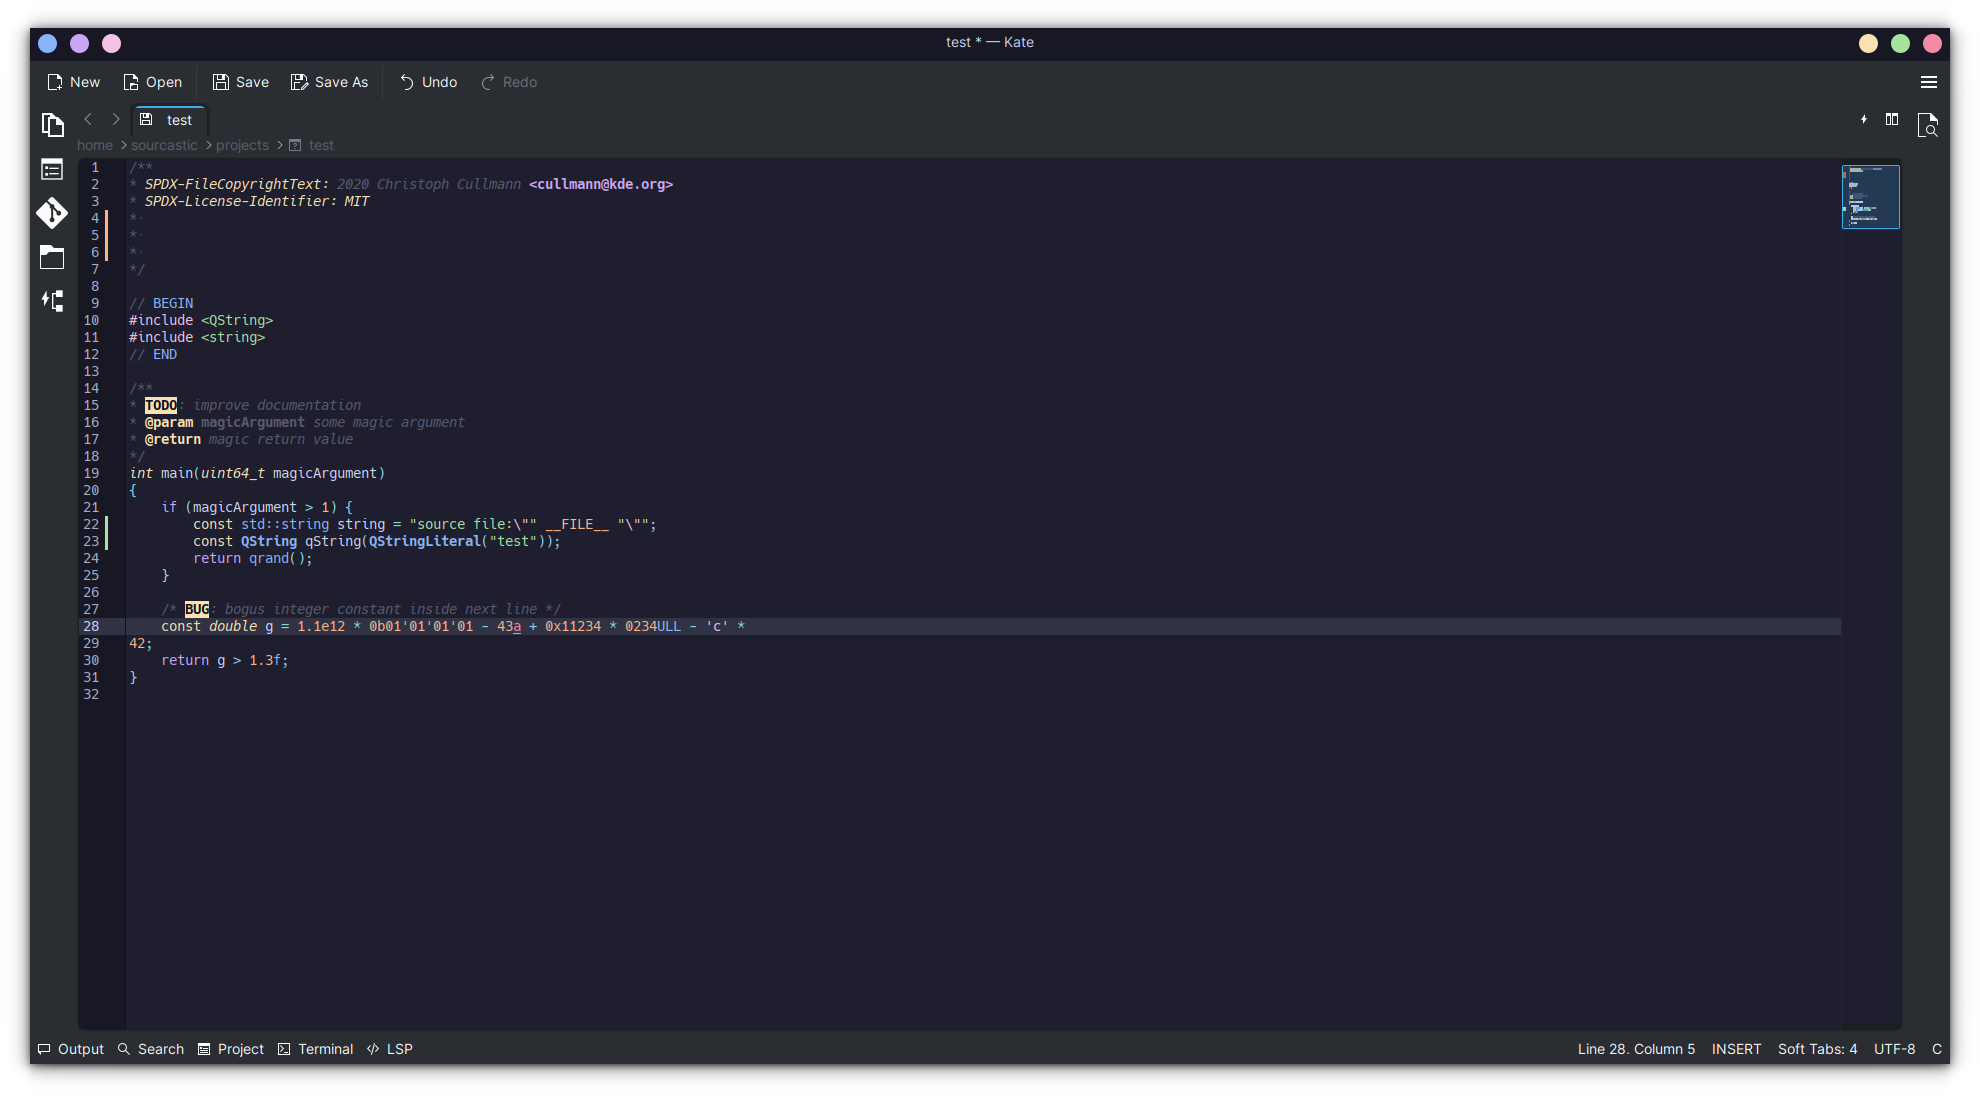 test * — Kate
New Open Save Save As Undo Redo
test
home > sourcastic > projects > test
1 /**
2 * SPDX-FileCopyrightText: 2020 Christoph Cullmann <cullmann@kde.org>
3 * SPDX-License-Identifier: MIT
4 *
5 *
6 *
7 */
8
9 // BEGIN
10 #include <QString>
11 #include <string>
12 // END
13
14 /**
15 * TODO: improve documentation
16 * @param magicArgument some magic argument
17 * @return magic return value
18 */
19 int main(uint64_t magicArgument)
20 {
21     if (magicArgument > 1) {
22         const std::string string = "source file:\"" __FILE__ "\"";
23         const QString qString(QStringLiteral("test"));
24         return qrand();
25     }
26
27     /* BUG: bogus integer constant inside next line */
28     const double g = 1.1e12 * 0b01'01'01'01 - 43a + 0x11234 * 0234ULL - 'c' *
29 42;
30     return g > 1.3f;
31 }
32
Output Search Project Terminal LSP Line 28, Column 5 INSERT Soft Tabs: 4 UTF-8 C